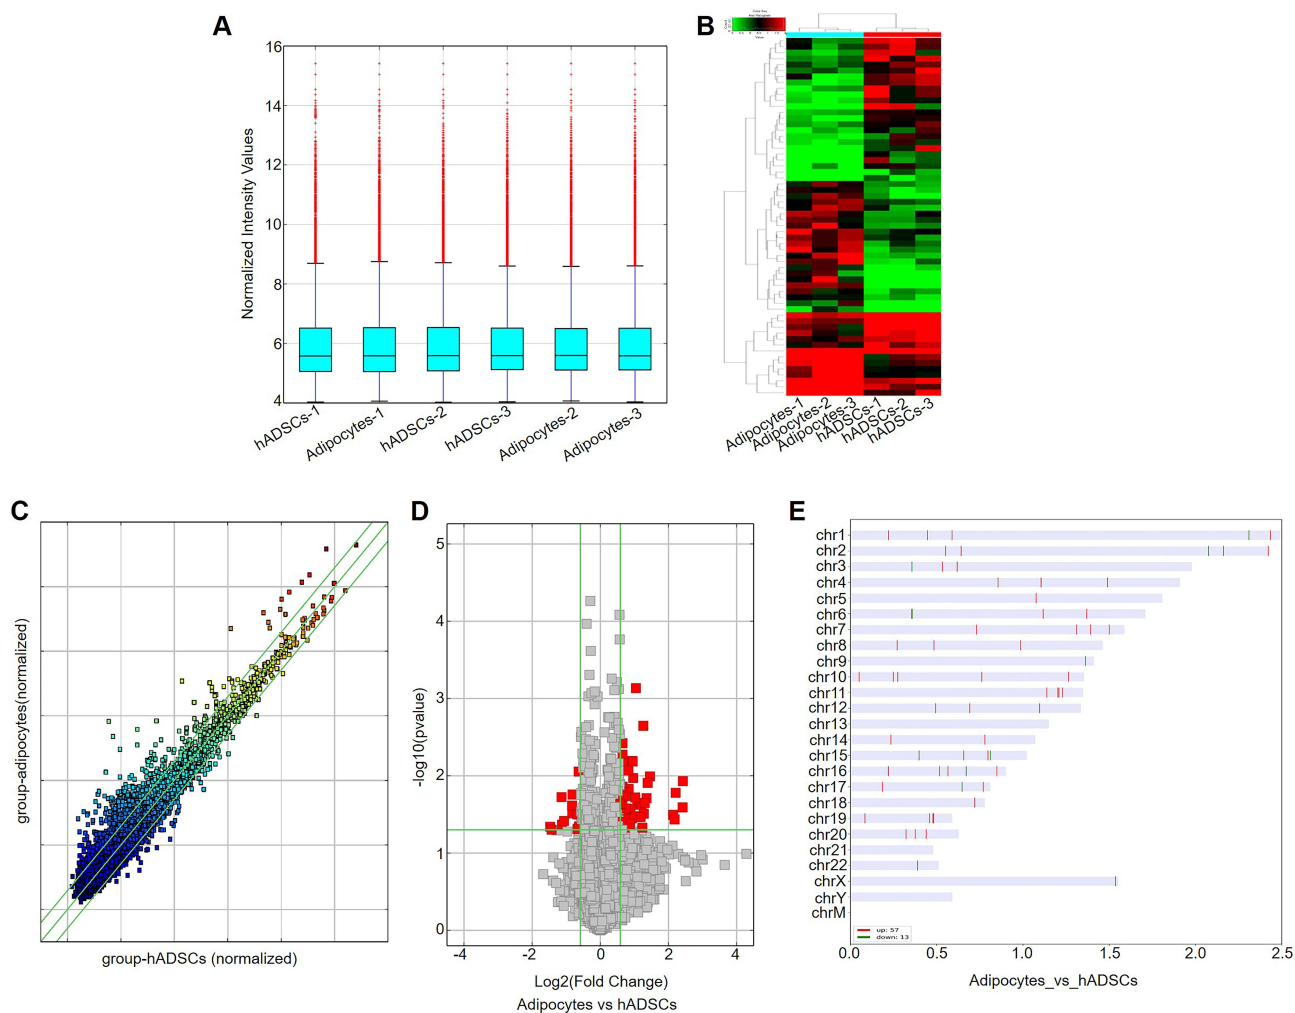 A
Normalized Intensity Values
16
14
12
10
8
6
4
hADSCs-1
Adipocytes-1
hADSCs-2
hADSCs-3
Adipocytes-2
Adipocytes-3
B
Color Key
Value
Adipocytes-1
Adipocytes-2
Adipocytes-3
hADSCs-1
hADSCs-2
hADSCs-3
C
group-adipocytes(normalized)
group-hADSCs (normalized)
D
-log10(pvalue)
5
4
3
2
1
0
-4
-2
0
2
4
Log2(Fold Change)
Adipocytes vs hADSCs
E
chr1
chr2
chr3
chr4
chr5
chr6
chr7
chr8
chr9
chr10
chr11
chr12
chr13
chr14
chr15
chr16
chr17
chr18
chr19
chr20
chr21
chr22
chrX
chrY
chrM
up: 57
down: 13
0.0
0.5
1.0
1.5
2.0
2.5
Adipocytes_vs_hADSCs